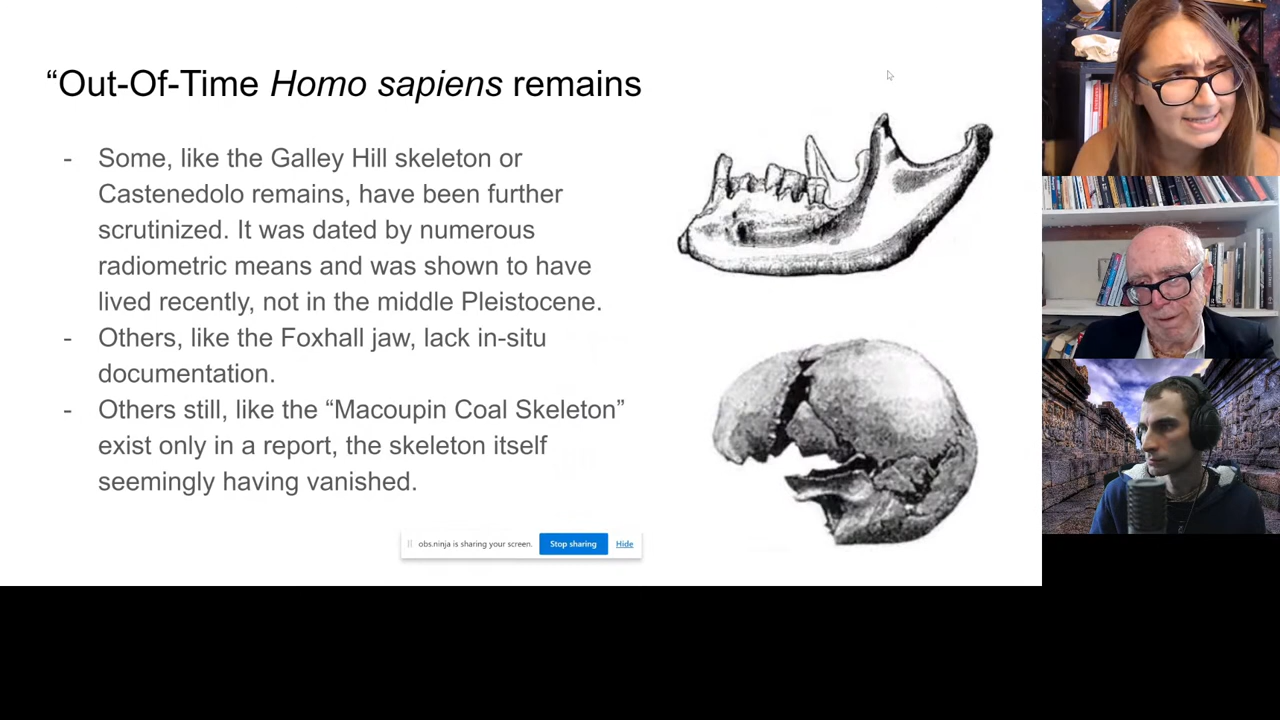 “Out-Of-Time Homo sapiens remains
- Some, like the Galley Hill skeleton or
Castenedolo remains, have been further
scrutinized. It was dated by numerous
radiometric means and was shown to have
lived recently, not in the middle Pleistocene.
- Others, like the Foxhall jaw, lack in-situ
documentation.
- Others still, like the “Macoupin Coal Skeleton”
exist only in a report, the skeleton itself
seemingly having vanished.
obs.ninja is sharing your screen. Stop sharing Hide